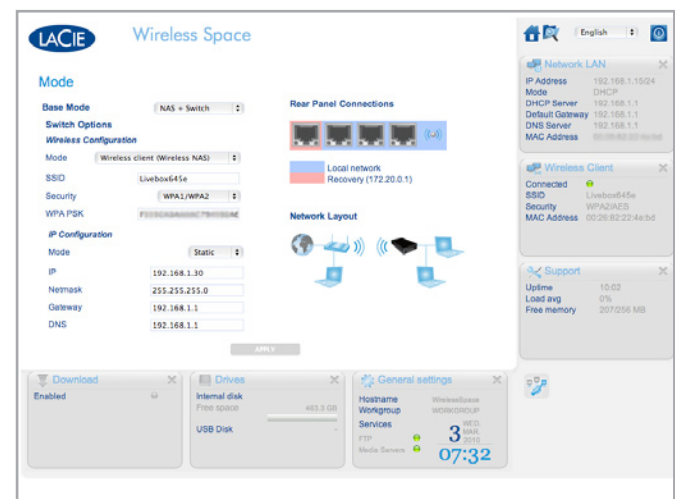 LACIE
Wireless Space
English
Mode
Base Mode NAS + Switch
Switch Options
Wireless Configuration
Mode Wireless client (Wireless NAS)
SSID Livebox645e
Security WPA1/WPA2
WPA PSK
IP Configuration
Mode Static
IP 192.168.1.30
Netmask 255.255.255.0
Gateway 192.168.1.1
DNS 192.168.1.1
APPLY
Rear Panel Connections
Local network
Recovery (172.20.0.1)
Network Layout
Network LAN
IP Address 192.168.1.15/24
Mode DHCP
DHCP Server 192.168.1.1
Default Gateway 192.168.1.1
DNS Server 192.168.1.1
MAC Address
Wireless Client
Connected
SSID Livebox645e
Security WPA2/AES
MAC Address 00:26:82:22:4e:bd
Support
Uptime 10:02
Load avg 0%
Free memory 207/256 MB
Download
Enabled
Drives
Internal disk
Free space 463.3 GB
USB Disk -
General settings
Hostname WirelessSpace
Workgroup WORKGROUP
Services
FTP
Media Servers
3 WED. MAR. 2010
07:32